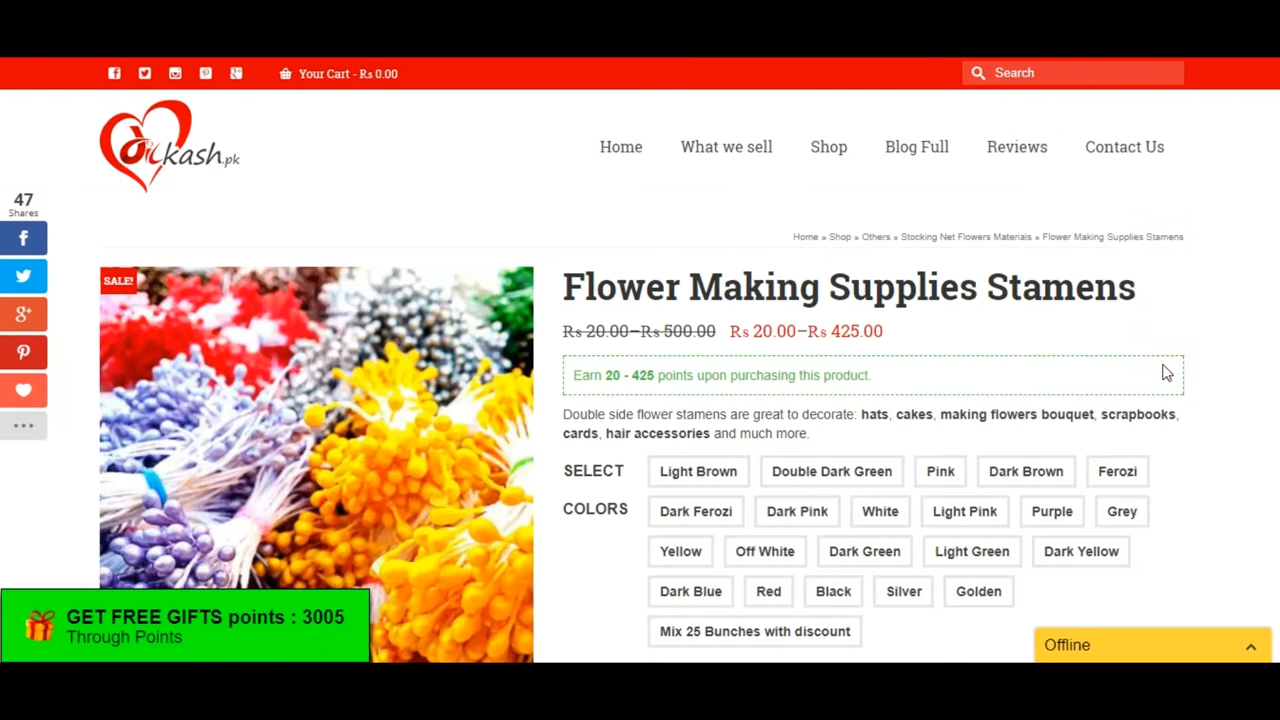 Your Cart - Rs 0.00
Search
dilkash.pk
Home
What we sell
Shop
Blog Full
Reviews
Contact Us
47
Shares
Home » Shop » Others » Stocking Net Flowers Materials » Flower Making Supplies Stamens
SALE!
Flower Making Supplies Stamens
Rs 20.00–Rs 500.00 Rs 20.00–Rs 425.00
Earn 20 - 425 points upon purchasing this product.
Double side flower stamens are great to decorate: hats, cakes, making flowers bouquet, scrapbooks,
cards, hair accessories and much more.
SELECT
COLORS
Light Brown
Double Dark Green
Pink
Dark Brown
Ferozi
Dark Ferozi
Dark Pink
White
Light Pink
Purple
Grey
Yellow
Off White
Dark Green
Light Green
Dark Yellow
Dark Blue
Red
Black
Silver
Golden
Mix 25 Bunches with discount
GET FREE GIFTS points : 3005
Through Points
Offline